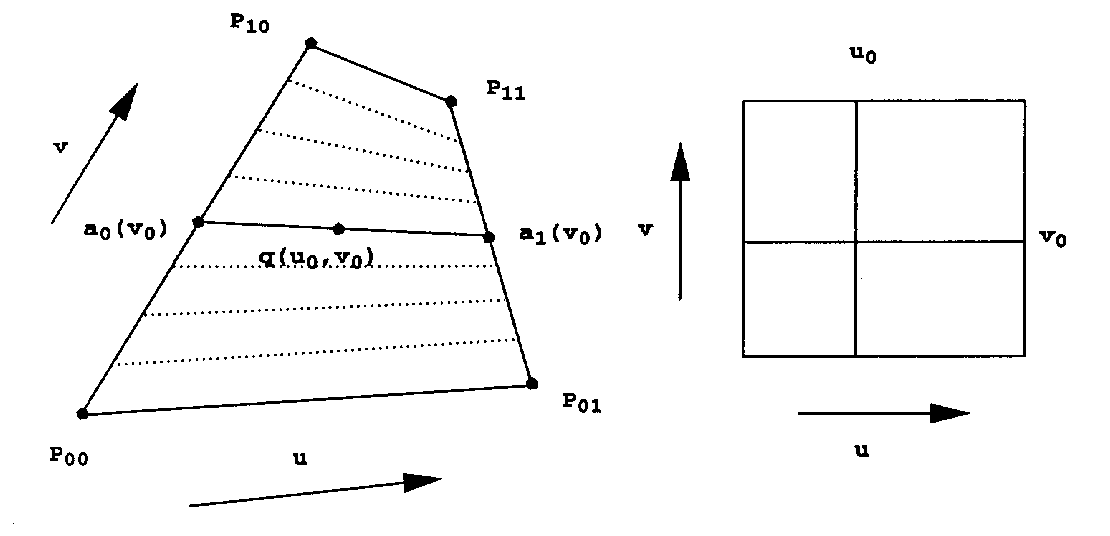 P₁₀
u₀
P₁₁
v
a₀(v₀)
a₁(v₀)
v
v₀
q(u₀,v₀)
P₀₁
P₀₀
u
u